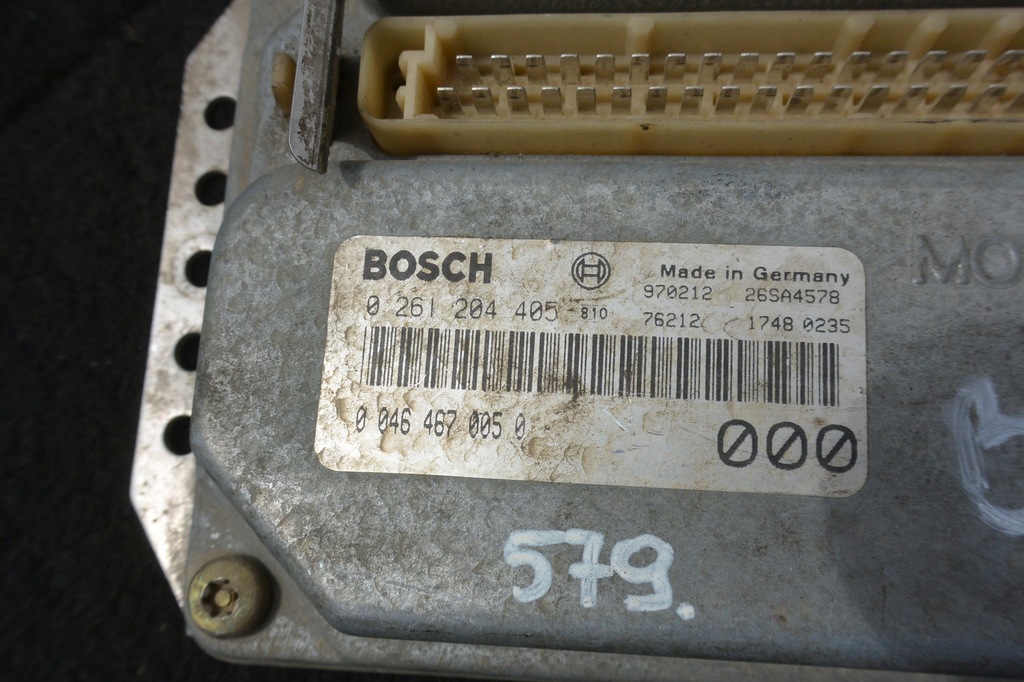 BOSCH Made in Germany
970212 26SA4578
0 261 204 405 810 76212 1748 0235
0 046 467 005 0
000
579.
MO